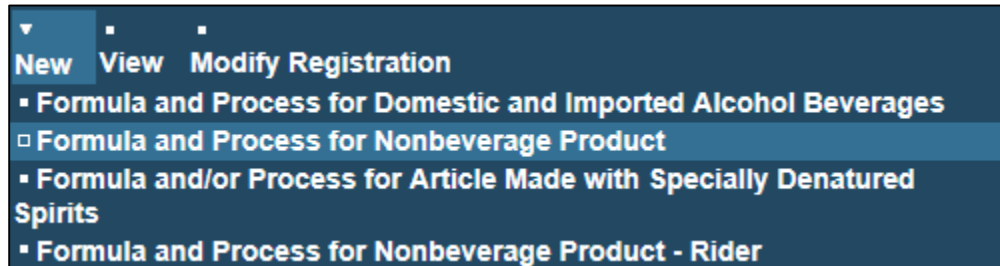 New View Modify Registration
Formula and Process for Domestic and Imported Alcohol Beverages
Formula and Process for Nonbeverage Product
Formula and/or Process for Article Made with Specially Denatured
Spirits
Formula and Process for Nonbeverage Product - Rider